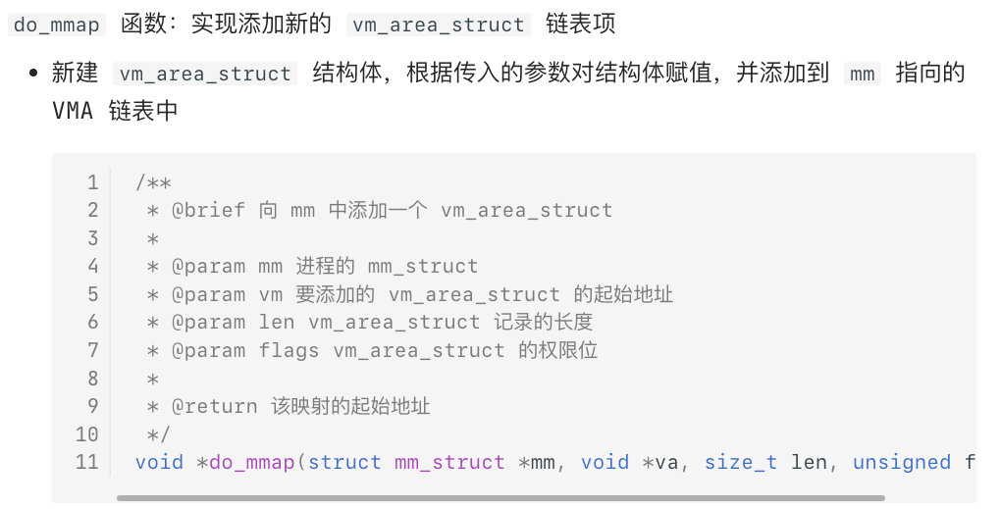 do_mmap 函数：实现添加新的 vm_area_struct 链表项
• 新建 vm_area_struct 结构体，根据传入的参数对结构体赋值，并添加到 mm 指向的
VMA 链表中
1 /**
2  * @brief 向 mm 中添加一个 vm_area_struct
3  *
4  * @param mm 进程的 mm_struct
5  * @param vm 要添加的 vm_area_struct 的起始地址
6  * @param len vm_area_struct 记录的长度
7  * @param flags vm_area_struct 的权限位
8  *
9  * @return 该映射的起始地址
10  */
11 void *do_mmap(struct mm_struct *mm, void *va, size_t len, unsigned f